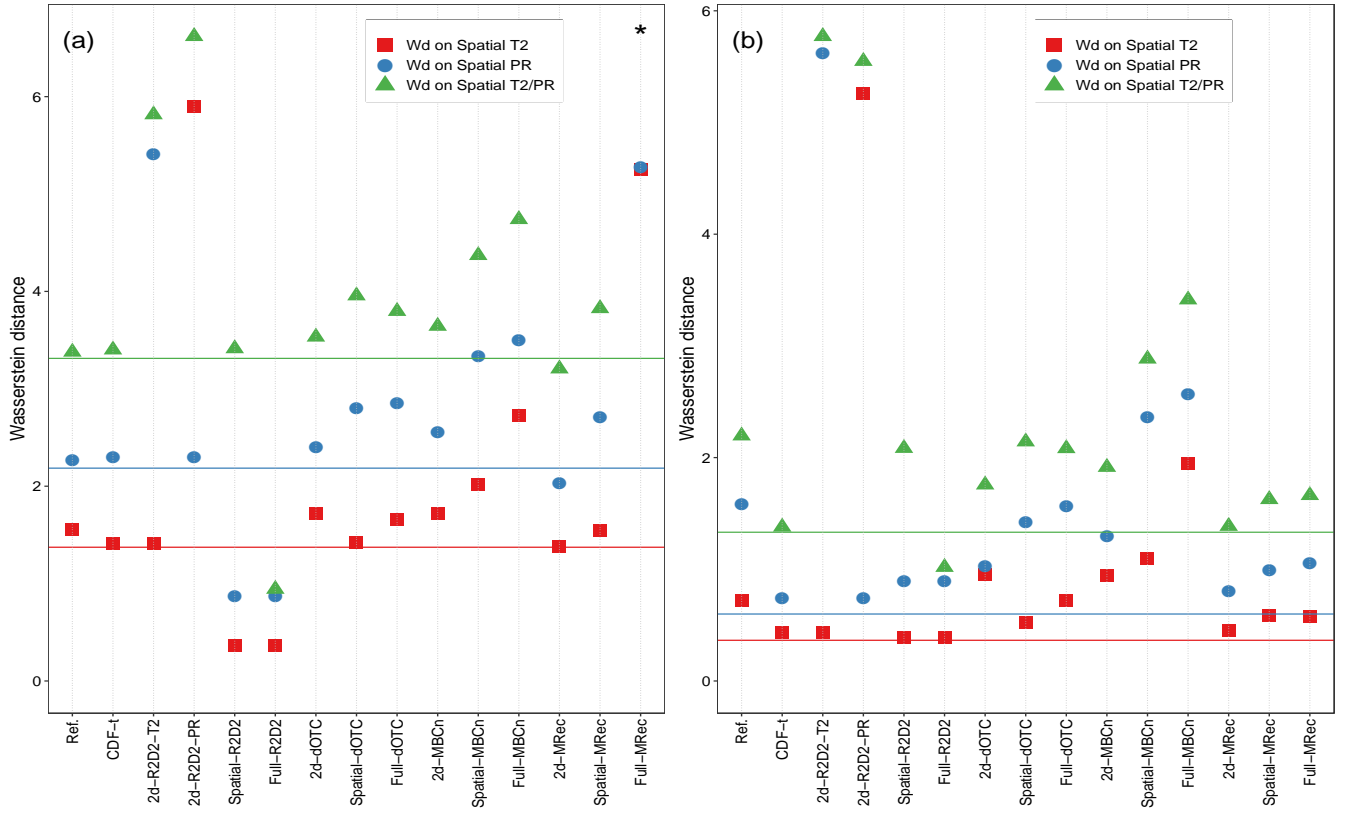 (a)
*
Wd on Spatial T2
Wd on Spatial PR
Wd on Spatial T2/PR
Wasserstein distance
6
4
2
0
Ref.
CDF−t
2d−R2D2−T2
2d−R2D2−PR
Spatial−R2D2
Full−R2D2
2d−dOTC
Spatial−dOTC
Full−dOTC
2d−MBCn
Spatial−MBCn
Full−MBCn
2d−MRec
Spatial−MRec
Full−MRec
(b)
Wd on Spatial T2
Wd on Spatial PR
Wd on Spatial T2/PR
Wasserstein distance
6
4
2
0
Ref.
CDF−t
2d−R2D2−T2
2d−R2D2−PR
Spatial−R2D2
Full−R2D2
2d−dOTC
Spatial−dOTC
Full−dOTC
2d−MBCn
Spatial−MBCn
Full−MBCn
2d−MRec
Spatial−MRec
Full−MRec